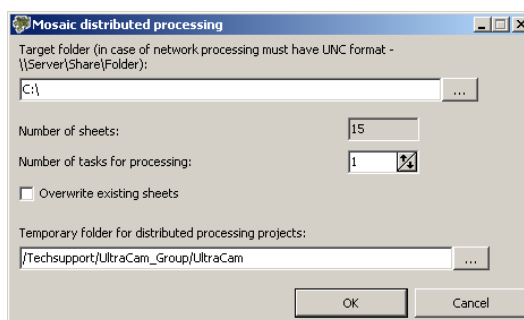 Mosaic distributed processing
Target folder (in case of network processing must have UNC format -
\\Server\Share\Folder):
C:\
...
Number of sheets:
15
Number of tasks for processing:
1
Overwrite existing sheets
Temporary folder for distributed processing projects:
/Techsupport/UltraCam_Group/UltraCam
...
OK
Cancel